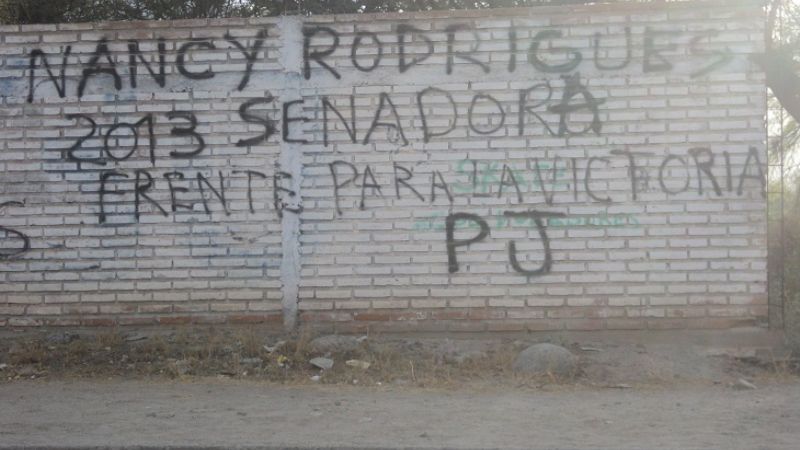 NANCY RODRIGUES
2013 SENADORA
FRENTE PARA LA VICTORIA
PJ